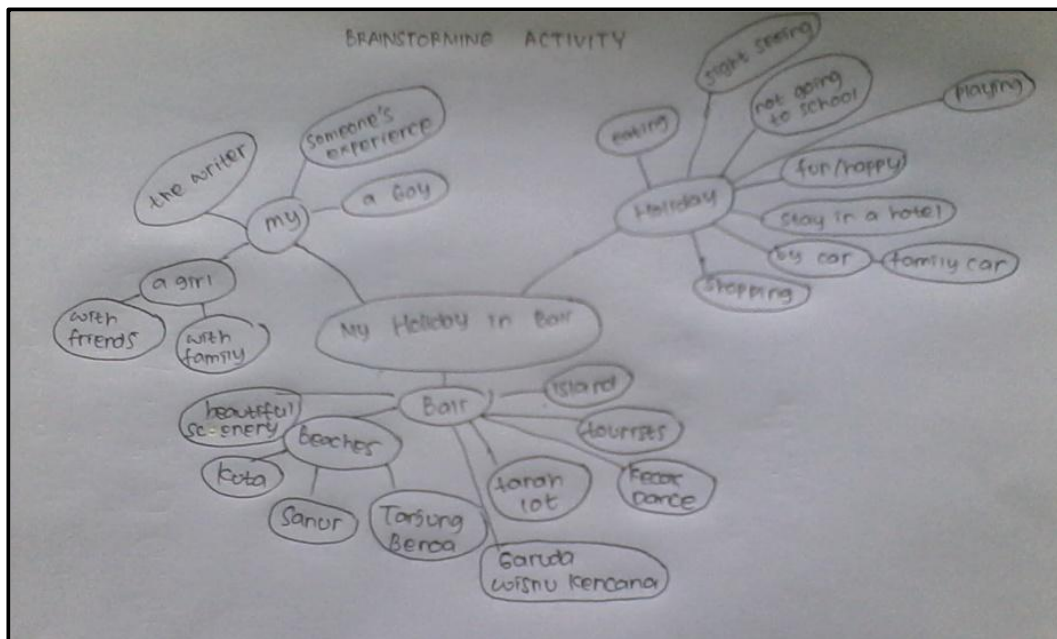 BRAINSTORMING ACTIVITY
the writer
someone's
experience
a boy
my
a girl
with
friends
with
family
eating
sight seeing
not going
to school
playing
Holiday
fun/happy
stay in a hotel
by car
family car
shopping
My Holiday in Bali
Bali
island
tourists
kecak
Dance
tanah
lot
Garuda
wisnu kencana
beautiful
scenery
Beaches
Kuta
Sanur
Tanjung
Benoa